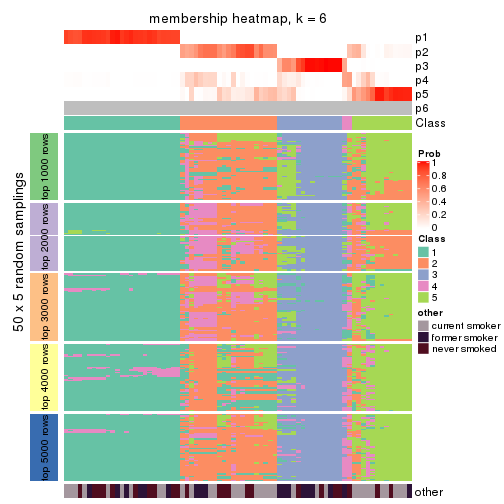 membership heatmap, k = 6
p1
p2
p3
p4
p5
p6
Class
50 x 5 random samplings
top 1000 rows
top 2000 rows
top 3000 rows
top 4000 rows
top 5000 rows
other
Prob
1
0.8
0.6
0.4
0.2
0
Class
1
2
3
4
5
other
current smoker
former smoker
never smoked